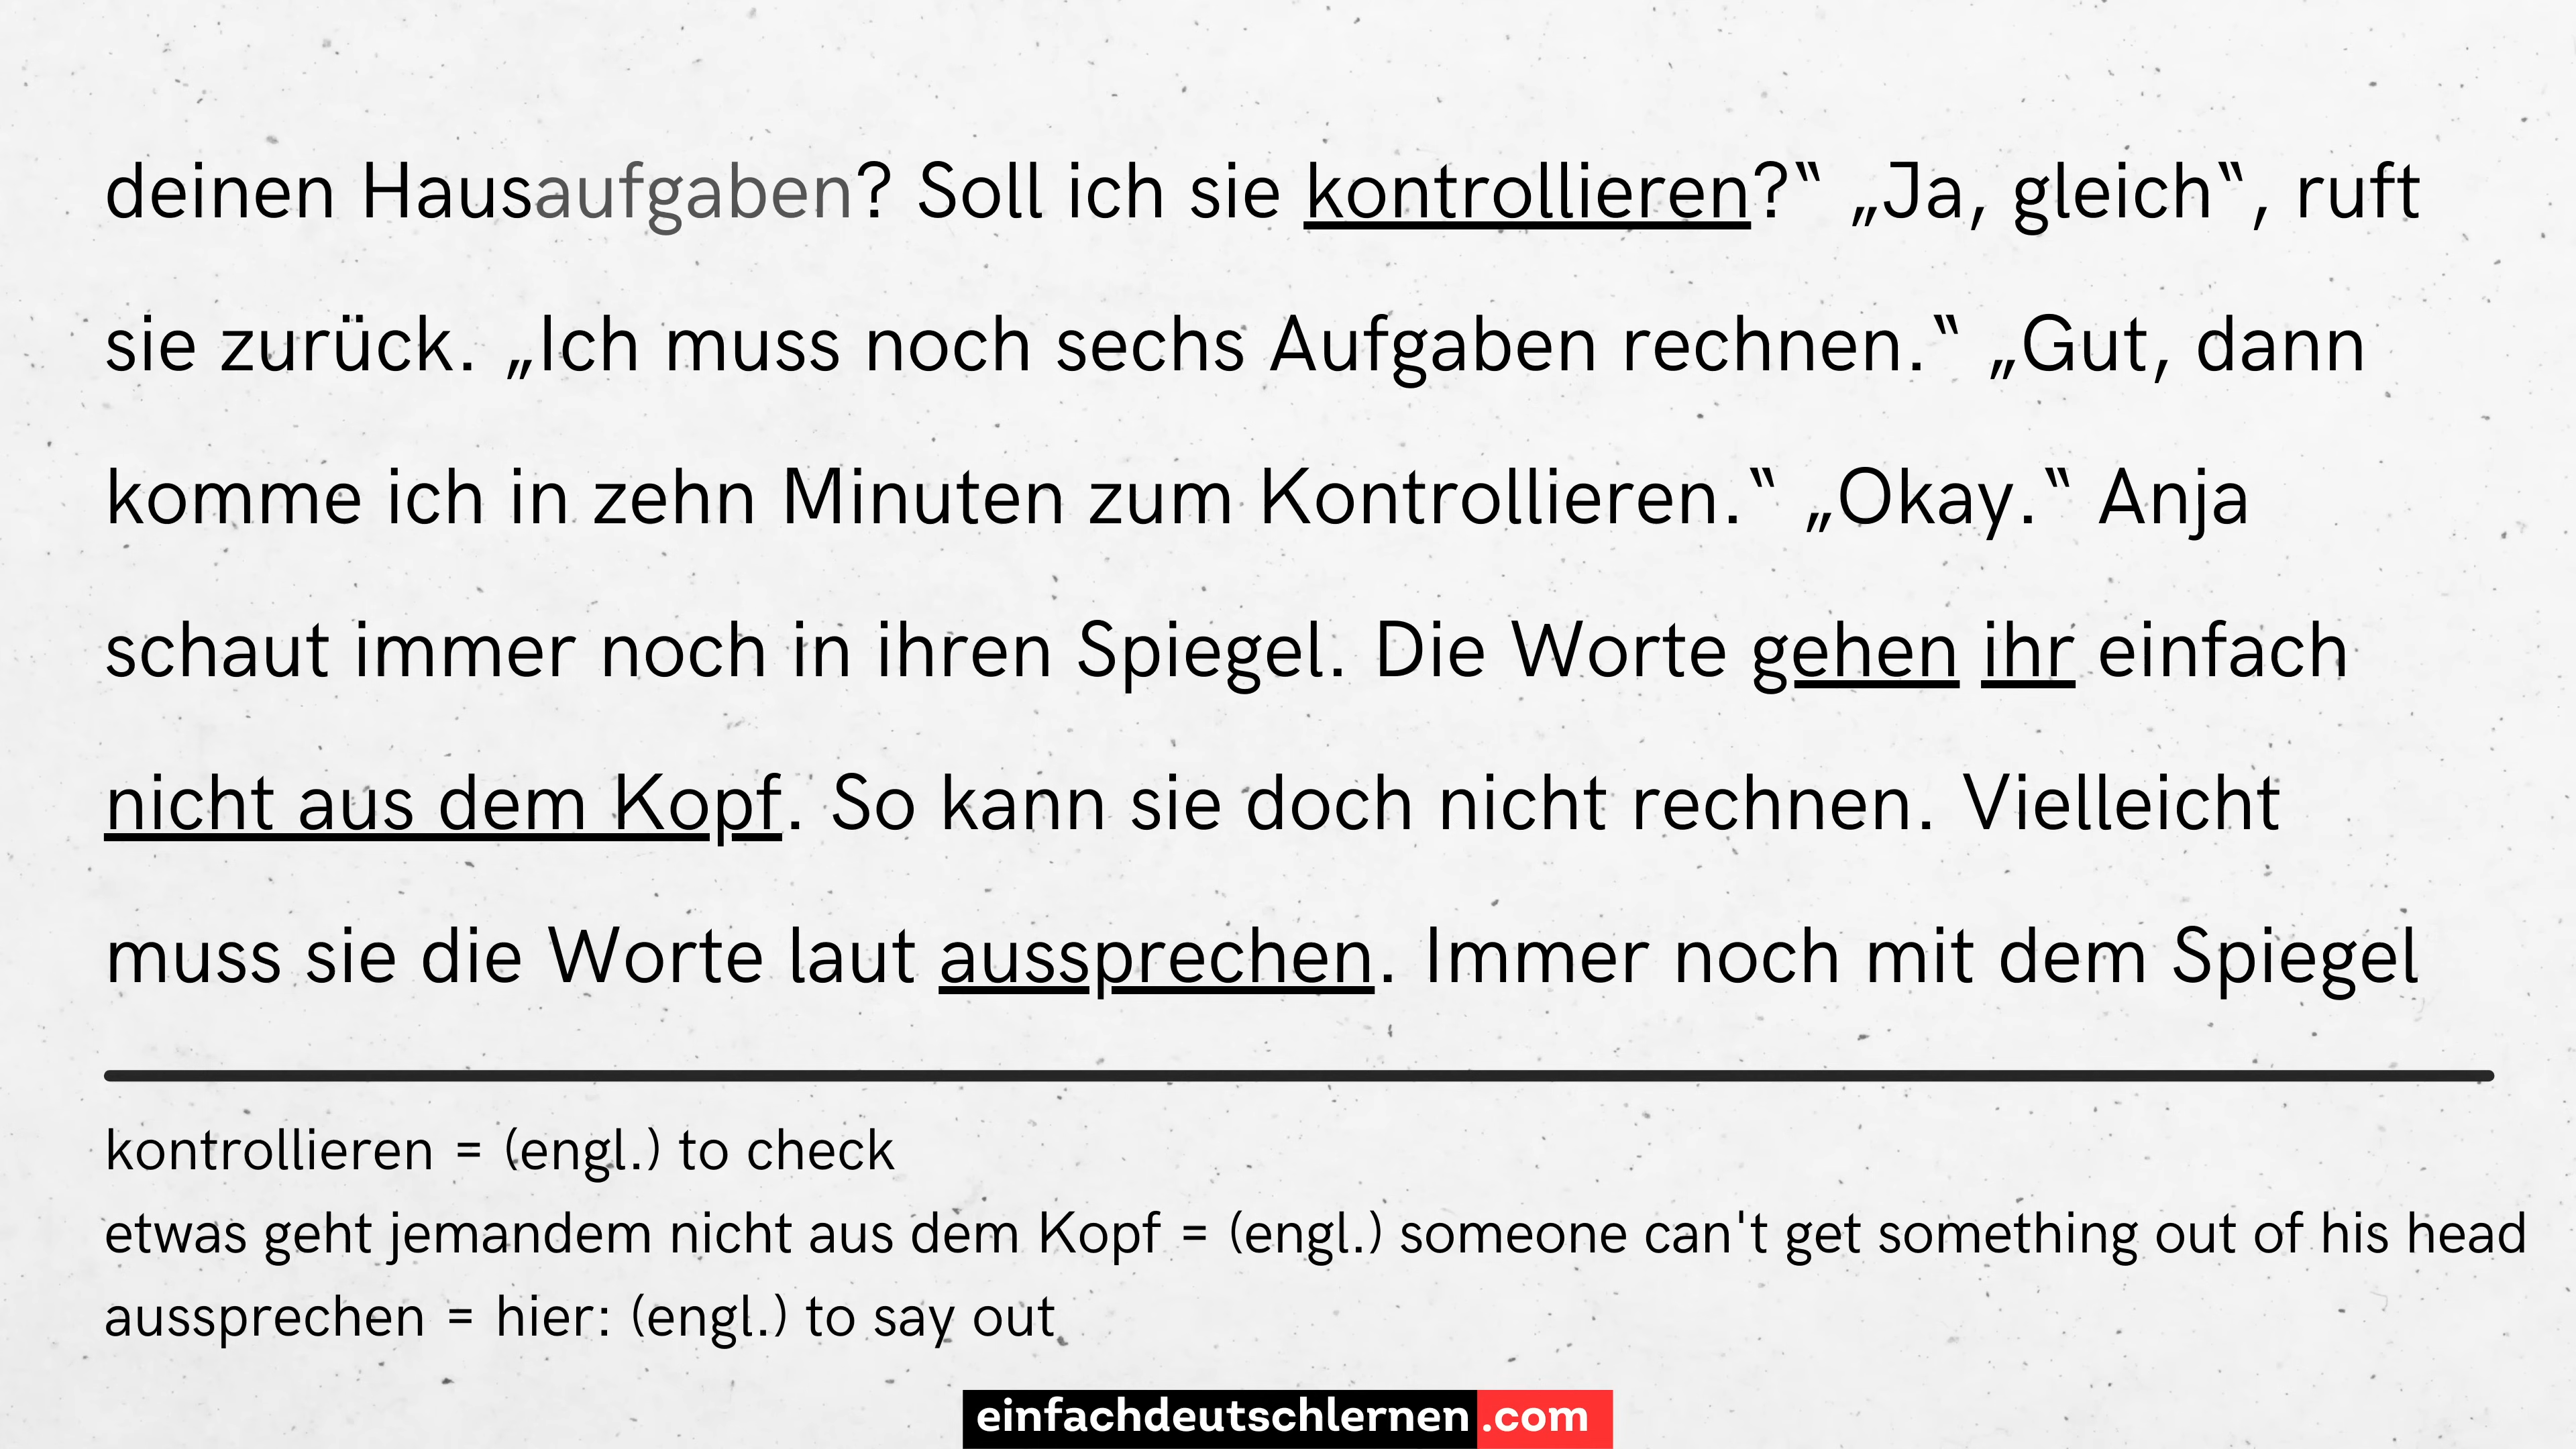 deinen Hausaufgaben? Soll ich sie kontrollieren?“ „Ja, gleich“, ruft
sie zurück. „Ich muss noch sechs Aufgaben rechnen.“ „Gut, dann
komme ich in zehn Minuten zum Kontrollieren.“ „Okay.“ Anja
schaut immer noch in ihren Spiegel. Die Worte gehen ihr einfach
nicht aus dem Kopf. So kann sie doch nicht rechnen. Vielleicht
muss sie die Worte laut aussprechen. Immer noch mit dem Spiegel
kontrollieren = (engl.) to check
etwas geht jemandem nicht aus dem Kopf = (engl.) someone can't get something out of his head
aussprechen = hier: (engl.) to say out
einfachdeutschlernen.com